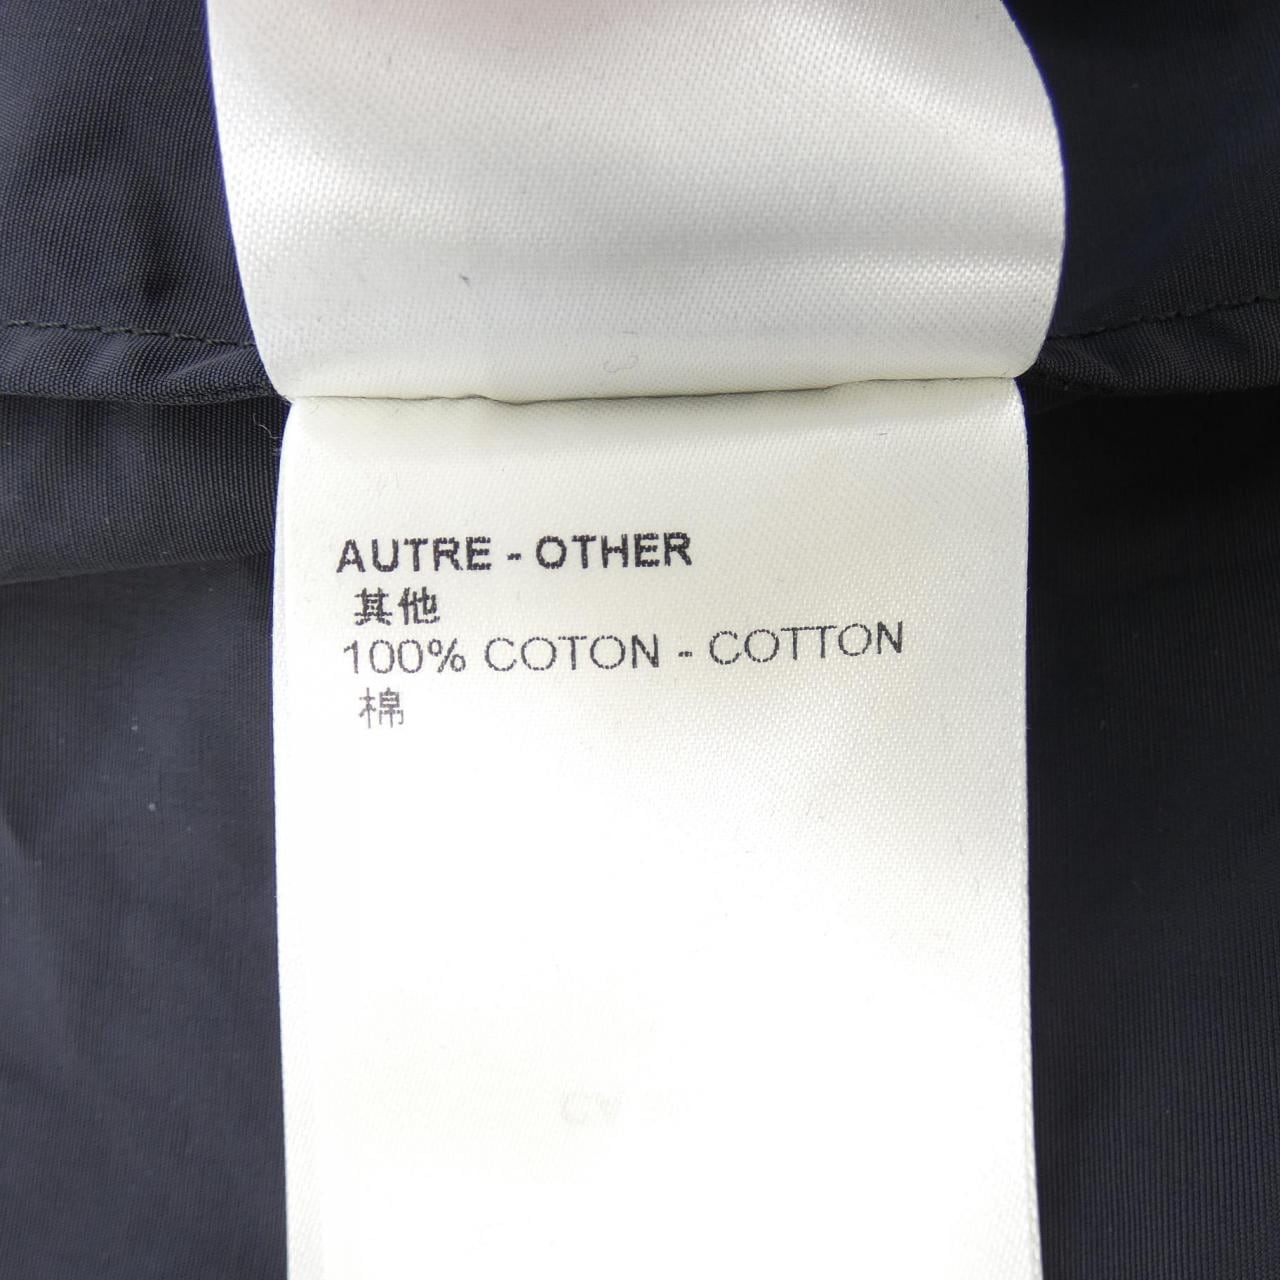 AUTRE - OTHER
其他
100% COTON - COTTON
棉